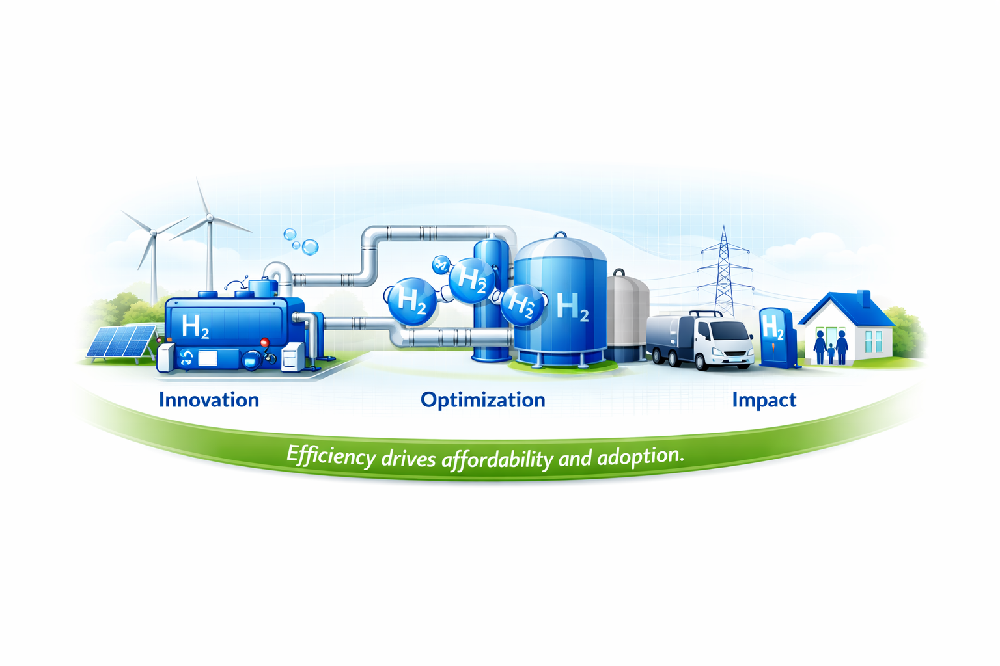 H₂
H₂
H₂
H₂
H₂
H₂
Innovation
Optimization
Impact
Efficiency drives affordability and adoption.